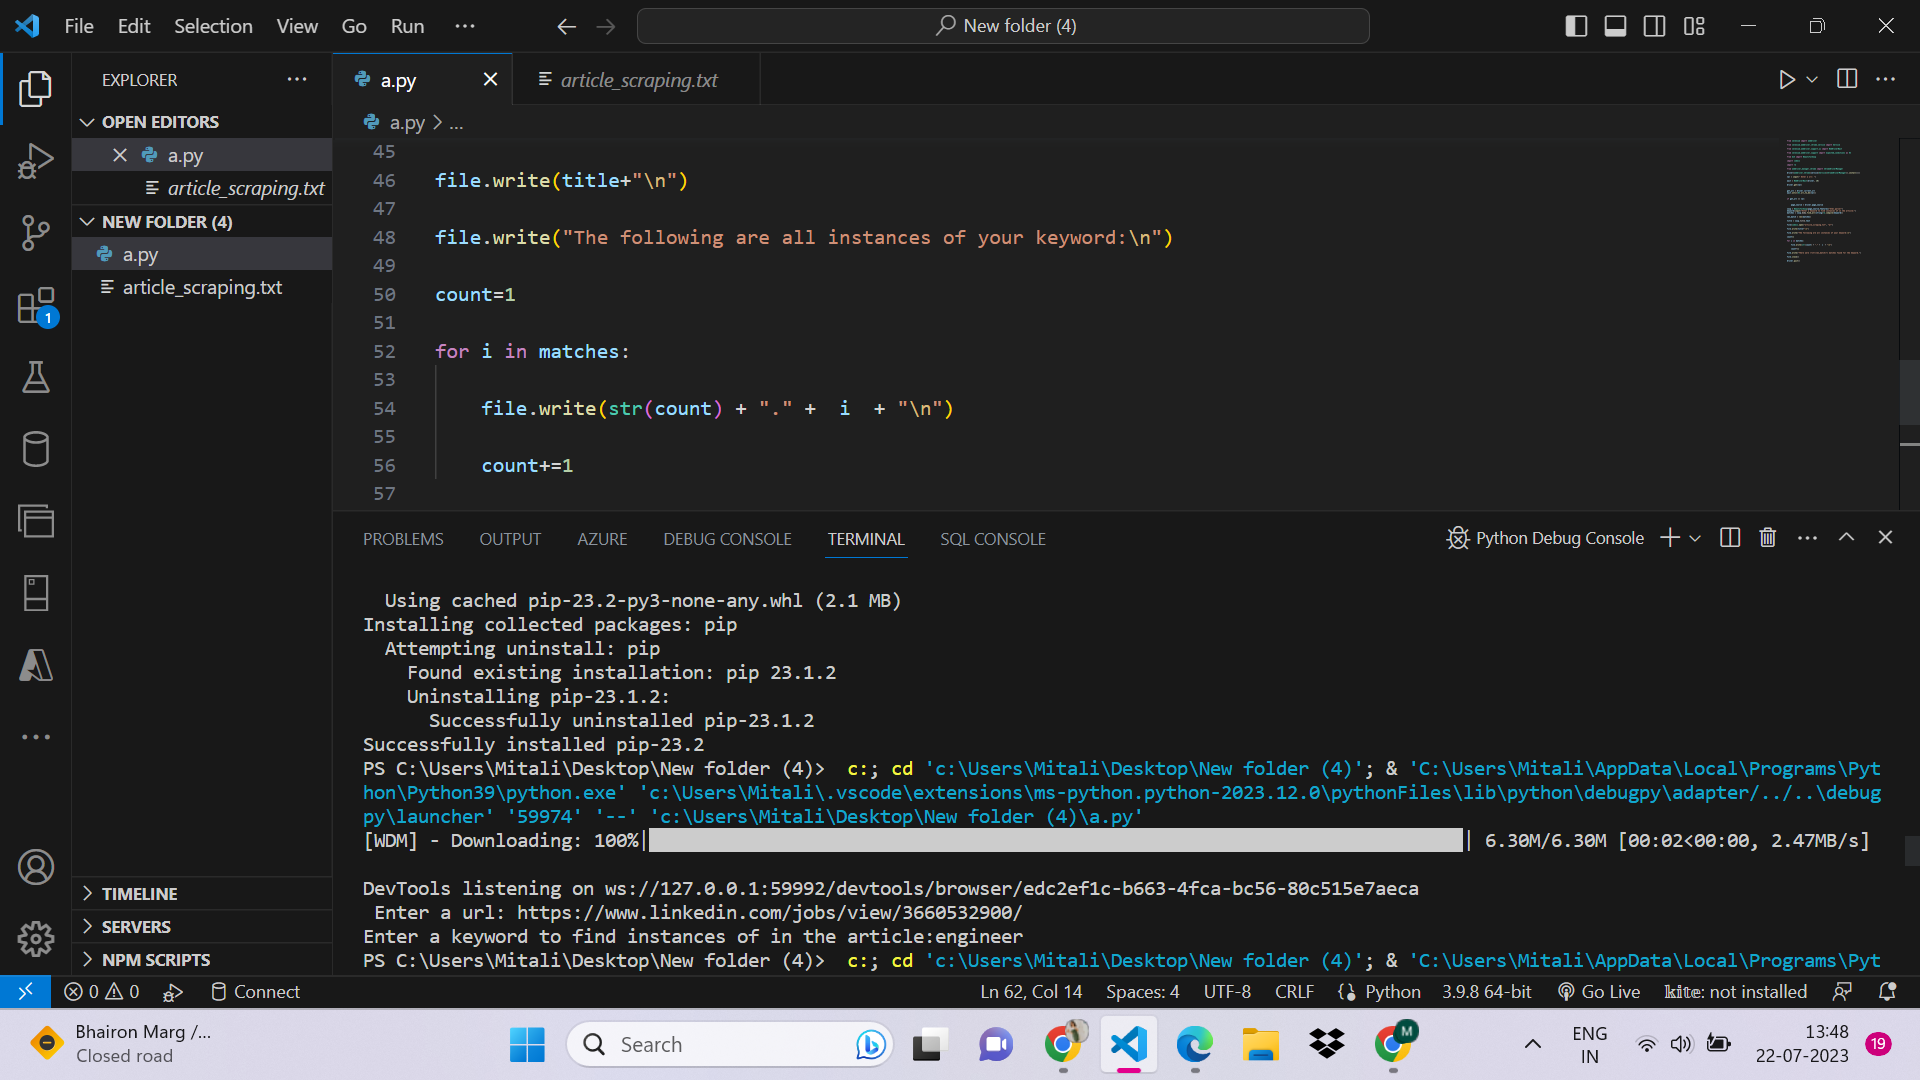 File Edit Selection View Go Run ···
New folder (4)
EXPLORER
OPEN EDITORS
a.py
article_scraping.txt
NEW FOLDER (4)
a.py
article_scraping.txt
TIMELINE
SERVERS
NPM SCRIPTS
1
a.py
article_scraping.txt
a.py > ...
45
46 file.write(title+"\n")
47
48 file.write("The following are all instances of your keyword:\n")
49
50 count=1
51
52 for i in matches:
53
54 file.write(str(count) + "." +  i  + "\n")
55
56 count+=1
57
PROBLEMS OUTPUT AZURE DEBUG CONSOLE TERMINAL SQL CONSOLE
Python Debug Console
Using cached pip-23.2-py3-none-any.whl (2.1 MB)
Installing collected packages: pip
Attempting uninstall: pip
Found existing installation: pip 23.1.2
Uninstalling pip-23.1.2:
Successfully uninstalled pip-23.1.2
Successfully installed pip-23.2
PS C:\Users\Mitali\Desktop\New folder (4)>  c:; cd 'c:\Users\Mitali\Desktop\New folder (4)'; & 'C:\Users\Mitali\AppData\Local\Programs\Pyt
hon\Python39\python.exe' 'c:\Users\Mitali\.vscode\extensions\ms-python.python-2023.12.0\pythonFiles\lib\python\debugpy\adapter/../..\debug
py\launcher' '59974' '--' 'c:\Users\Mitali\Desktop\New folder (4)\a.py'
[WDM] - Downloading: 100%| | 6.30M/6.30M [00:02<00:00, 2.47MB/s]
DevTools listening on ws://127.0.0.1:59992/devtools/browser/edc2ef1c-b663-4fca-bc56-80c515e7aeca
Enter a url: https://www.linkedin.com/jobs/view/3660532900/
Enter a keyword to find instances of in the article:engineer
PS C:\Users\Mitali\Desktop\New folder (4)>  c:; cd 'c:\Users\Mitali\Desktop\New folder (4)'; & 'C:\Users\Mitali\AppData\Local\Programs\Pyt
0 0 Connect Ln 62, Col 14 Spaces: 4 UTF-8 CRLF Python 3.9.8 64-bit Go Live kite: not installed
Bhairon Marg /...
Closed road
Search
M
ENG
IN
13:48
22-07-2023
19